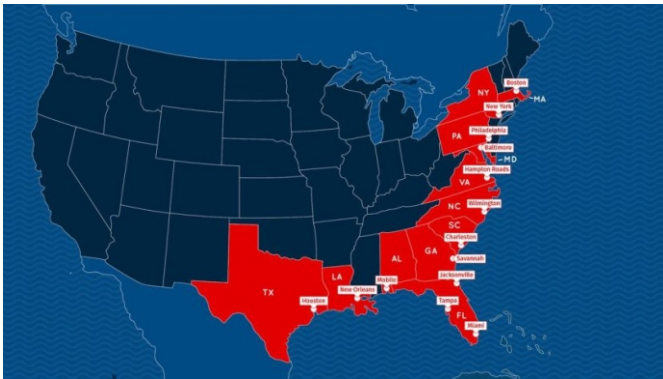 Boston
NY
MA
New York
PA
Philadelphia
Baltimore
MD
Hampton Roads
VA
NC
Wilmington
SC
Charleston
AL
GA
Savannah
LA
Mobile
Jacksonville
TX
New Orleans
Houston
Tampa
FL
Miami